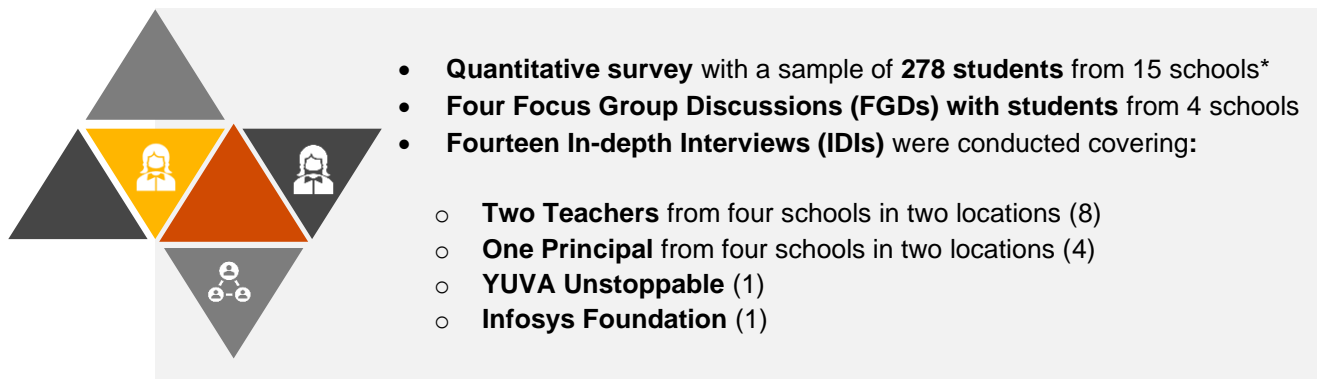 • Quantitative survey with a sample of 278 students from 15 schools*
• Four Focus Group Discussions (FGDs) with students from 4 schools
• Fourteen In-depth Interviews (IDIs) were conducted covering:
o Two Teachers from four schools in two locations (8)
o One Principal from four schools in two locations (4)
o YUVA Unstoppable (1)
o Infosys Foundation (1)